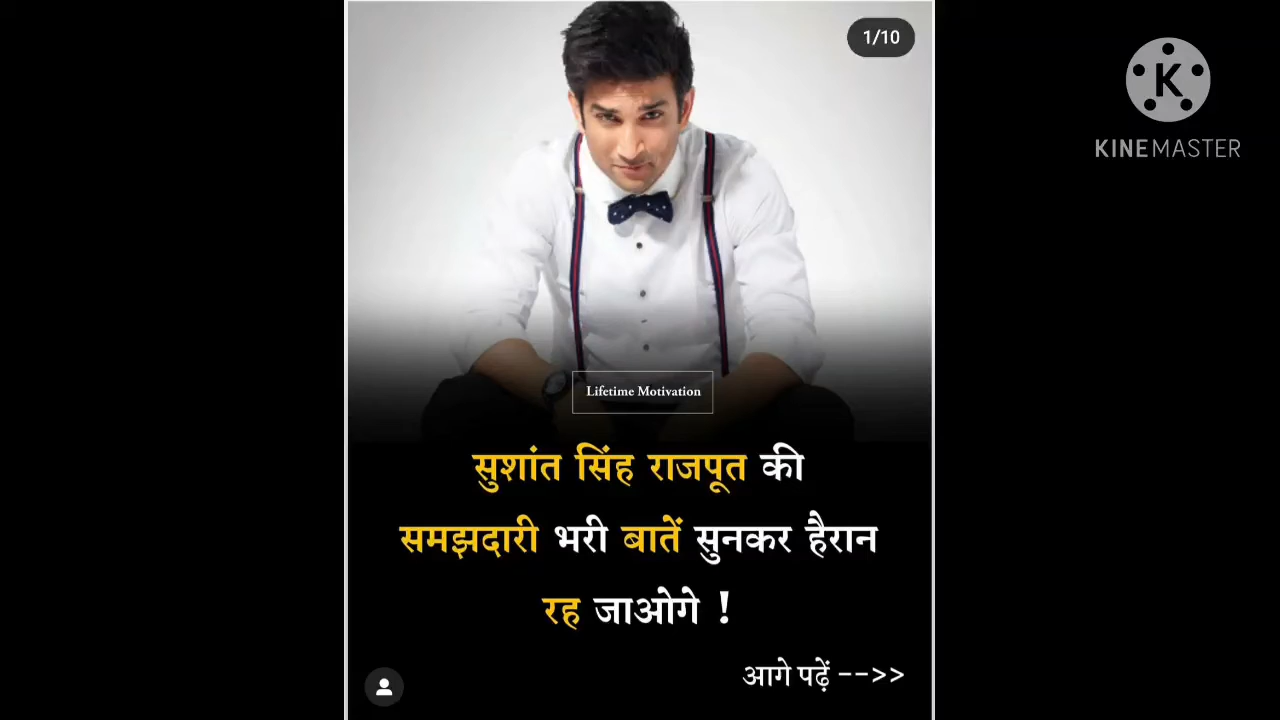 1/10
KINEMASTER
Lifetime Motivation
सुशांत सिंह राजपूत की
समझदारी भरी बातें सुनकर हैरान
रह जाओगे !
आगे पढ़ें -->>